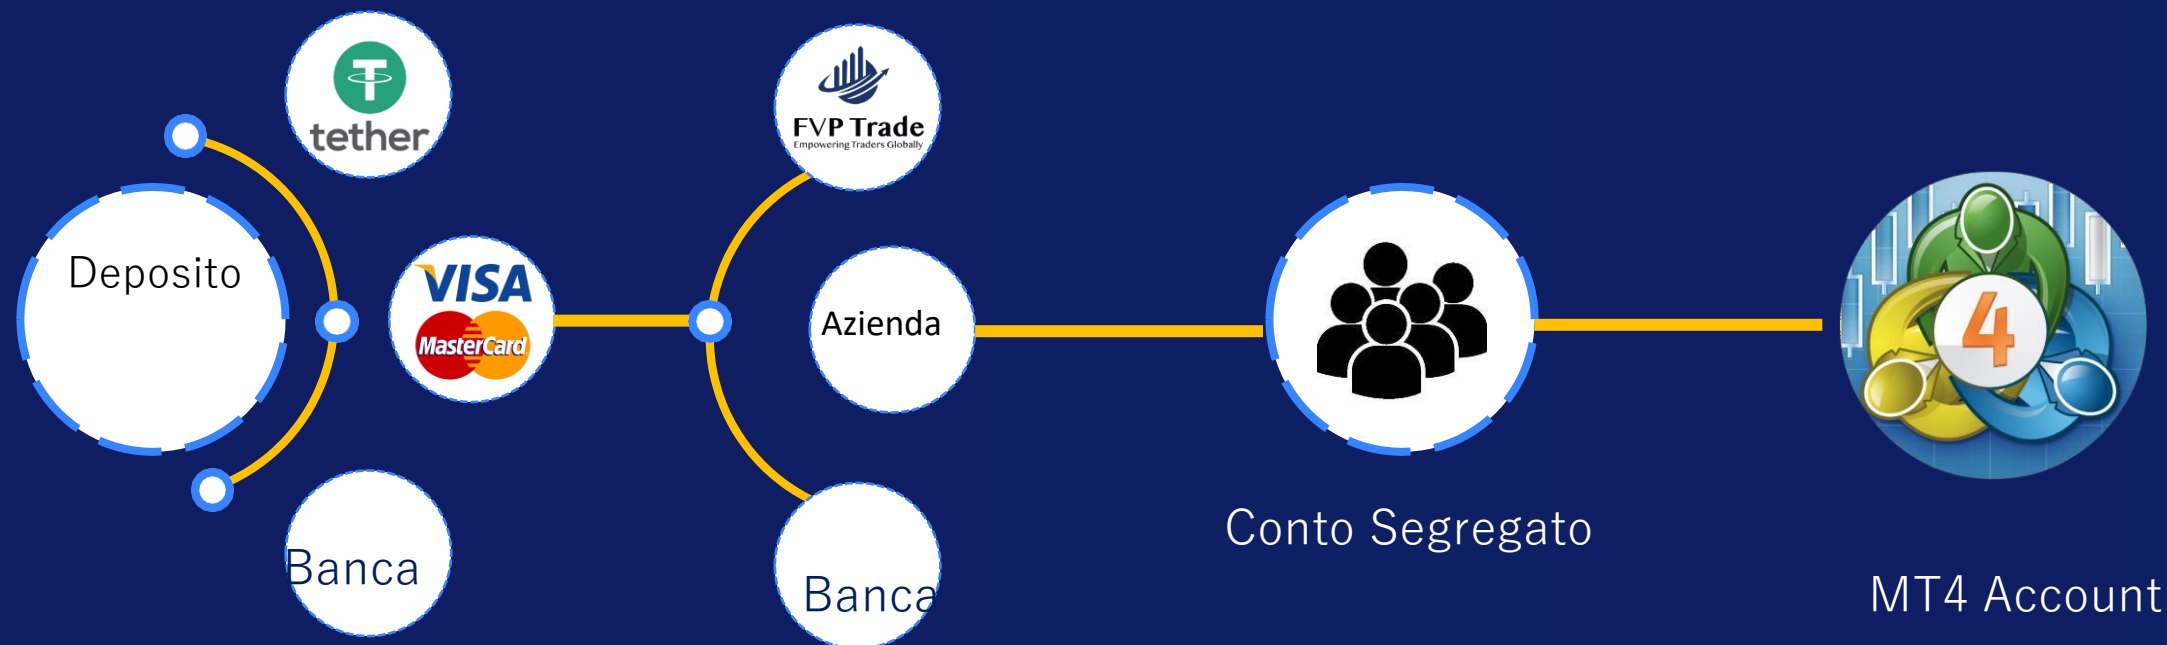 Deposito
tether
VISA
MasterCard
Banca
FVP Trade
Empowering Traders Globally
Azienda
Banca
Conto Segregato
4
MT4 Account